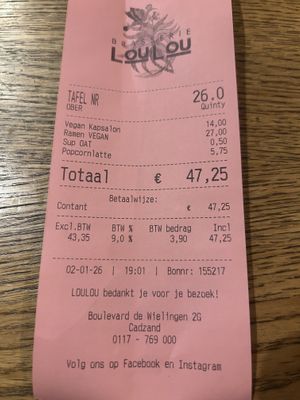 BRASSERIE
LOULOU
TAFEL NR 26.0
OBER Quinty
Vegan Kapsalon 14,00
Ramen VEGAN 27,00
Sup OAT 0,50
Popcornlatte 5,75
Totaal € 47,25
Betaalwijze:
Contant € 47,25
Excl.BTW BTW % BTW bedrag Incl
43,35 9,0 % 3,90 47,25
02-01-26 | 19:01 | Bonnr: 155217
LOULOU bedankt je voor je bezoek!
Boulevard de Wielingen 2G
Cadzand
0117 - 769 000
Volg ons op Facebook en Instagram